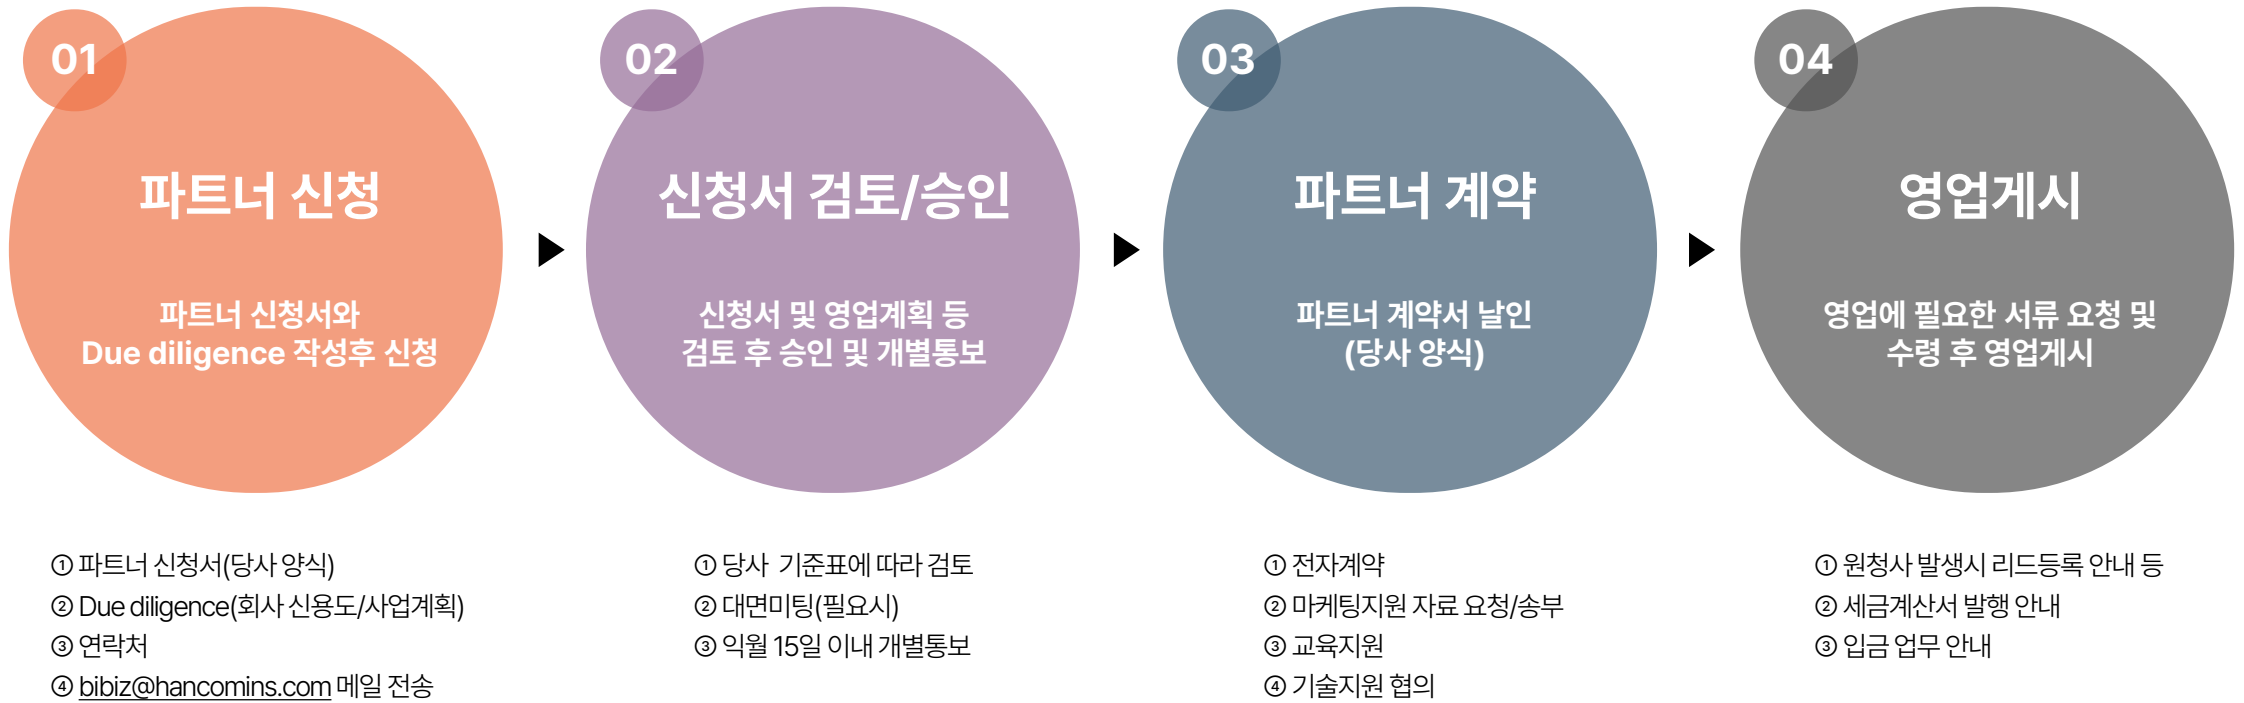 01
파트너 신청
파트너 신청서와
Due diligence 작성후 신청
① 파트너 신청서(당사 양식)
② Due diligence(회사 신용도/사업계획)
③ 연락처
④ bibiz@hancomins.com 메일 전송
02
신청서 검토/승인
신청서 및 영업계획 등
검토 후 승인 및 개별통보
① 당사 기준표에 따라 검토
② 대면미팅(필요시)
③ 익월 15일 이내 개별통보
03
파트너 계약
파트너 계약서 날인
(당사 양식)
① 전자계약
② 마케팅지원 자료 요청/송부
③ 교육지원
④ 기술지원 협의
04
영업게시
영업에 필요한 서류 요청 및
수령 후 영업게시
① 원청사 발생시 리드등록 안내 등
② 세금계산서 발행 안내
③ 입금 업무 안내